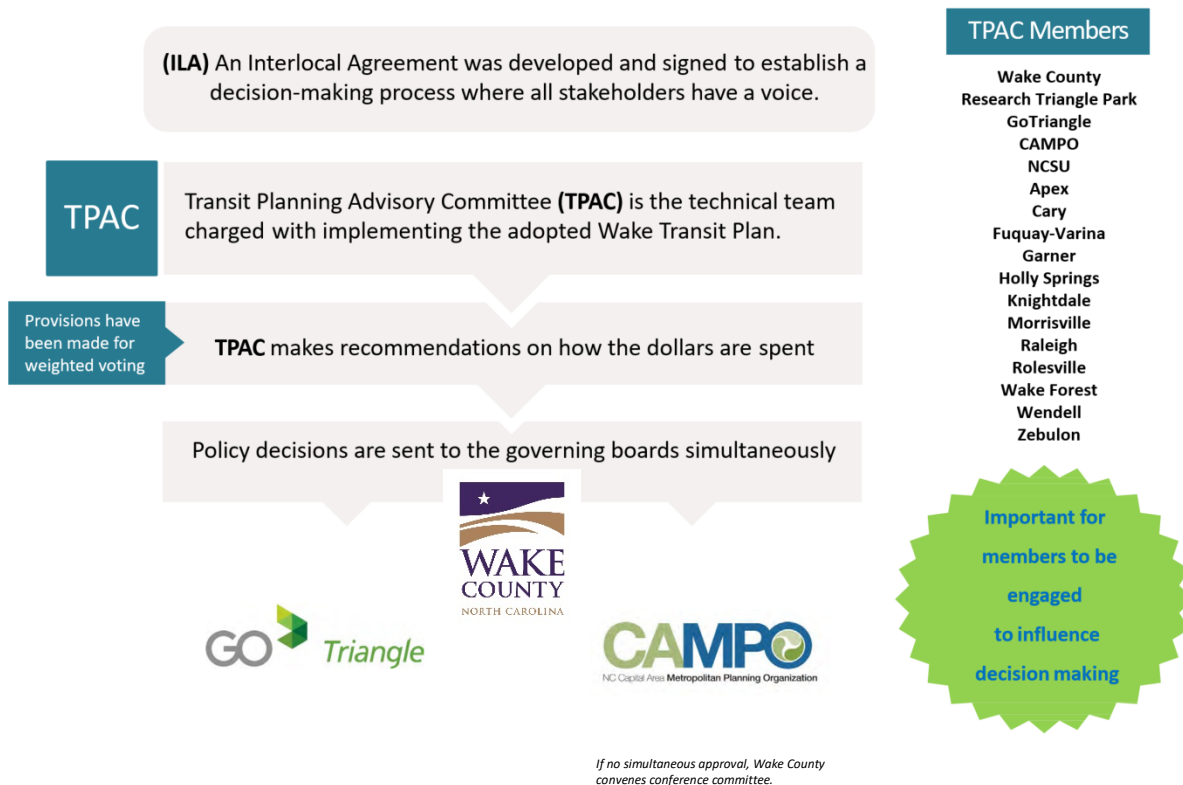 (ILA) An Interlocal Agreement was developed and signed to establish a
decision-making process where all stakeholders have a voice.
TPAC
Transit Planning Advisory Committee (TPAC) is the technical team
charged with implementing the adopted Wake Transit Plan.
Provisions have
been made for
weighted voting
TPAC makes recommendations on how the dollars are spent
Policy decisions are sent to the governing boards simultaneously
WAKE
COUNTY
NORTH CAROLINA
GO Triangle
CAMPO
NC Capital Area Metropolitan Planning Organization
If no simultaneous approval, Wake County
convenes conference committee.
TPAC Members
Wake County
Research Triangle Park
GoTriangle
CAMPO
NCSU
Apex
Cary
Fuquay-Varina
Garner
Holly Springs
Knightdale
Morrisville
Raleigh
Rolesville
Wake Forest
Wendell
Zebulon
Important for
members to be
engaged
to influence
decision making